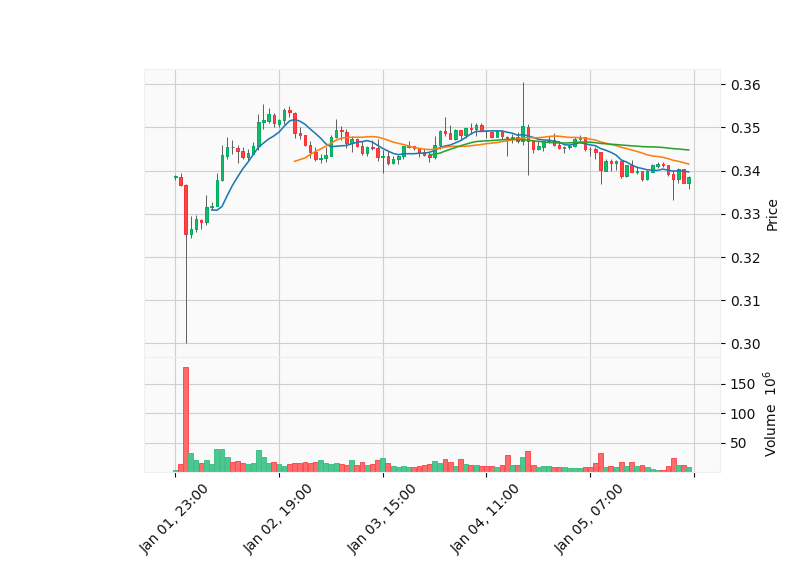 0.36
0.35
0.34
0.33
0.32
0.31
0.30
Price
150
100
50
Volume 10^6
Jan 01, 23:00
Jan 02, 19:00
Jan 03, 15:00
Jan 04, 11:00
Jan 05, 07:00